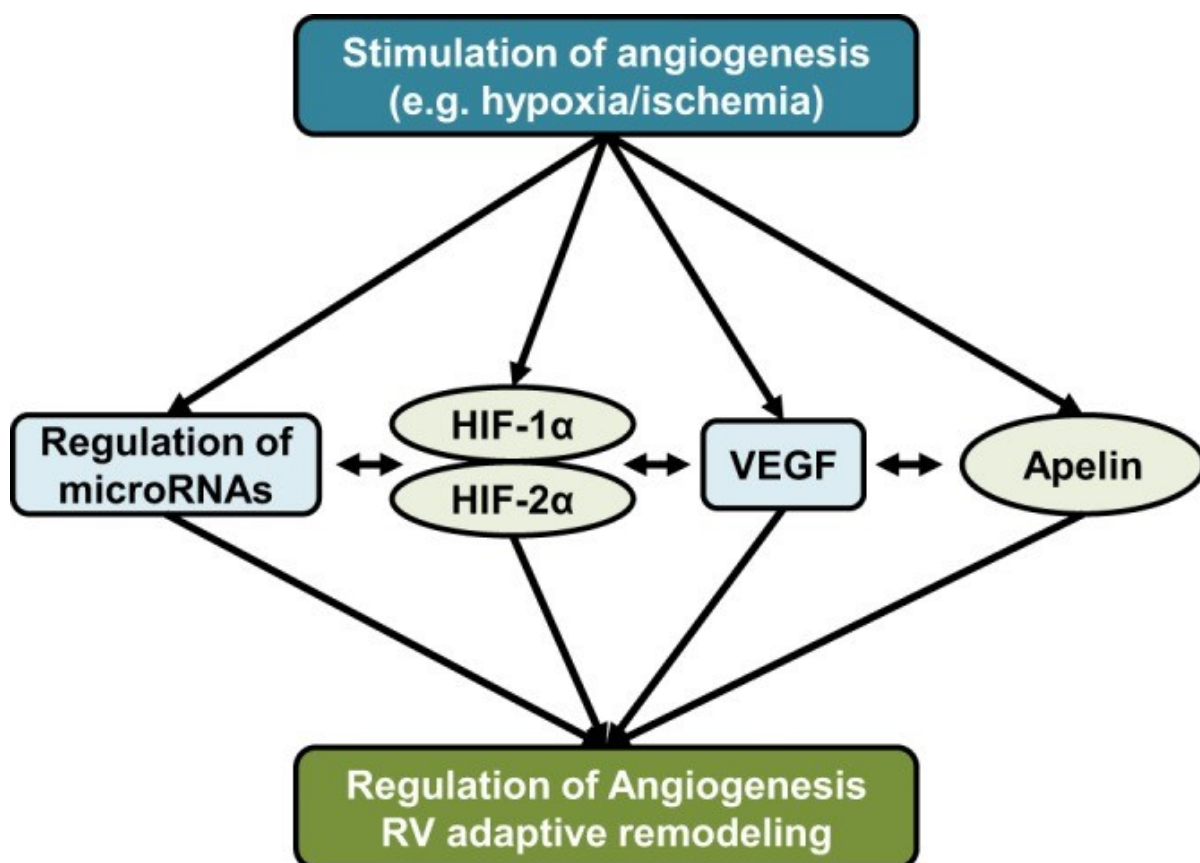 Stimulation of angiogenesis
(e.g. hypoxia/ischemia)
Regulation of
microRNAs
HIF-1α
HIF-2α
VEGF
Apelin
Regulation of Angiogenesis
RV adaptive remodeling